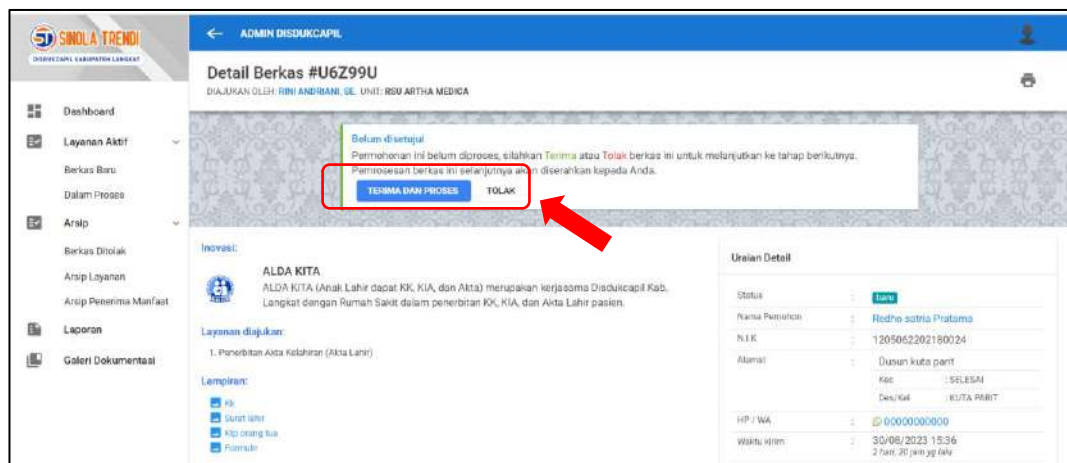 SINOLA TRENDI
DISDUKCAPIL KABUPATEN LANGKAT
ADMIN DISDUKCAPIL
Detail Berkas #U6Z99U
DIAJUKAN OLEH: RINI ANDRIANI, SE. UNIT: RSU ARTHA MEDICA
Dashboard
Layanan Aktif
Berkas Baru
Dalam Proses
Arsip
Berkas Ditolak
Arsip Layanan
Arsip Penerima Manfaat
Laporan
Galeri Dokumentasi
Belum disetujui
Permohonan ini belum diproses, silahkan Terima atau Tolak berkas ini untuk melanjutkan ke tahap berikutnya.
Pemrosesan berkas ini selanjutnya akan diserahkan kepada Anda.
TERIMA DAN PROSES TOLAK
Inovasi:
ALDA KITA
ALDA KITA (Anak Lahir dapat KK, KIA, dan Akta) merupakan kerjasama Disdukcapil Kab.
Langkat dengan Rumah Sakit dalam penerbitan KK, KIA, dan Akta Lahir pasien.
Layanan diajukan:
1. Penerbitan Akta Kelahiran (Akta Lahir)
Lampiran:
Kk
Surat lahir
Ktp orang tua
Formulir
Uraian Detail
Status : baru
Nama Pemohon : Redho satria Pratama
N.I.K : 1205062202180024
Alamat : Dusun kuta parit
Kec : SELESAI
Des/Kel : KUTA PARIT
HP / WA : 00000000000
Waktu kirim : 30/08/2023 15:36
2 hari, 20 jam yg lalu